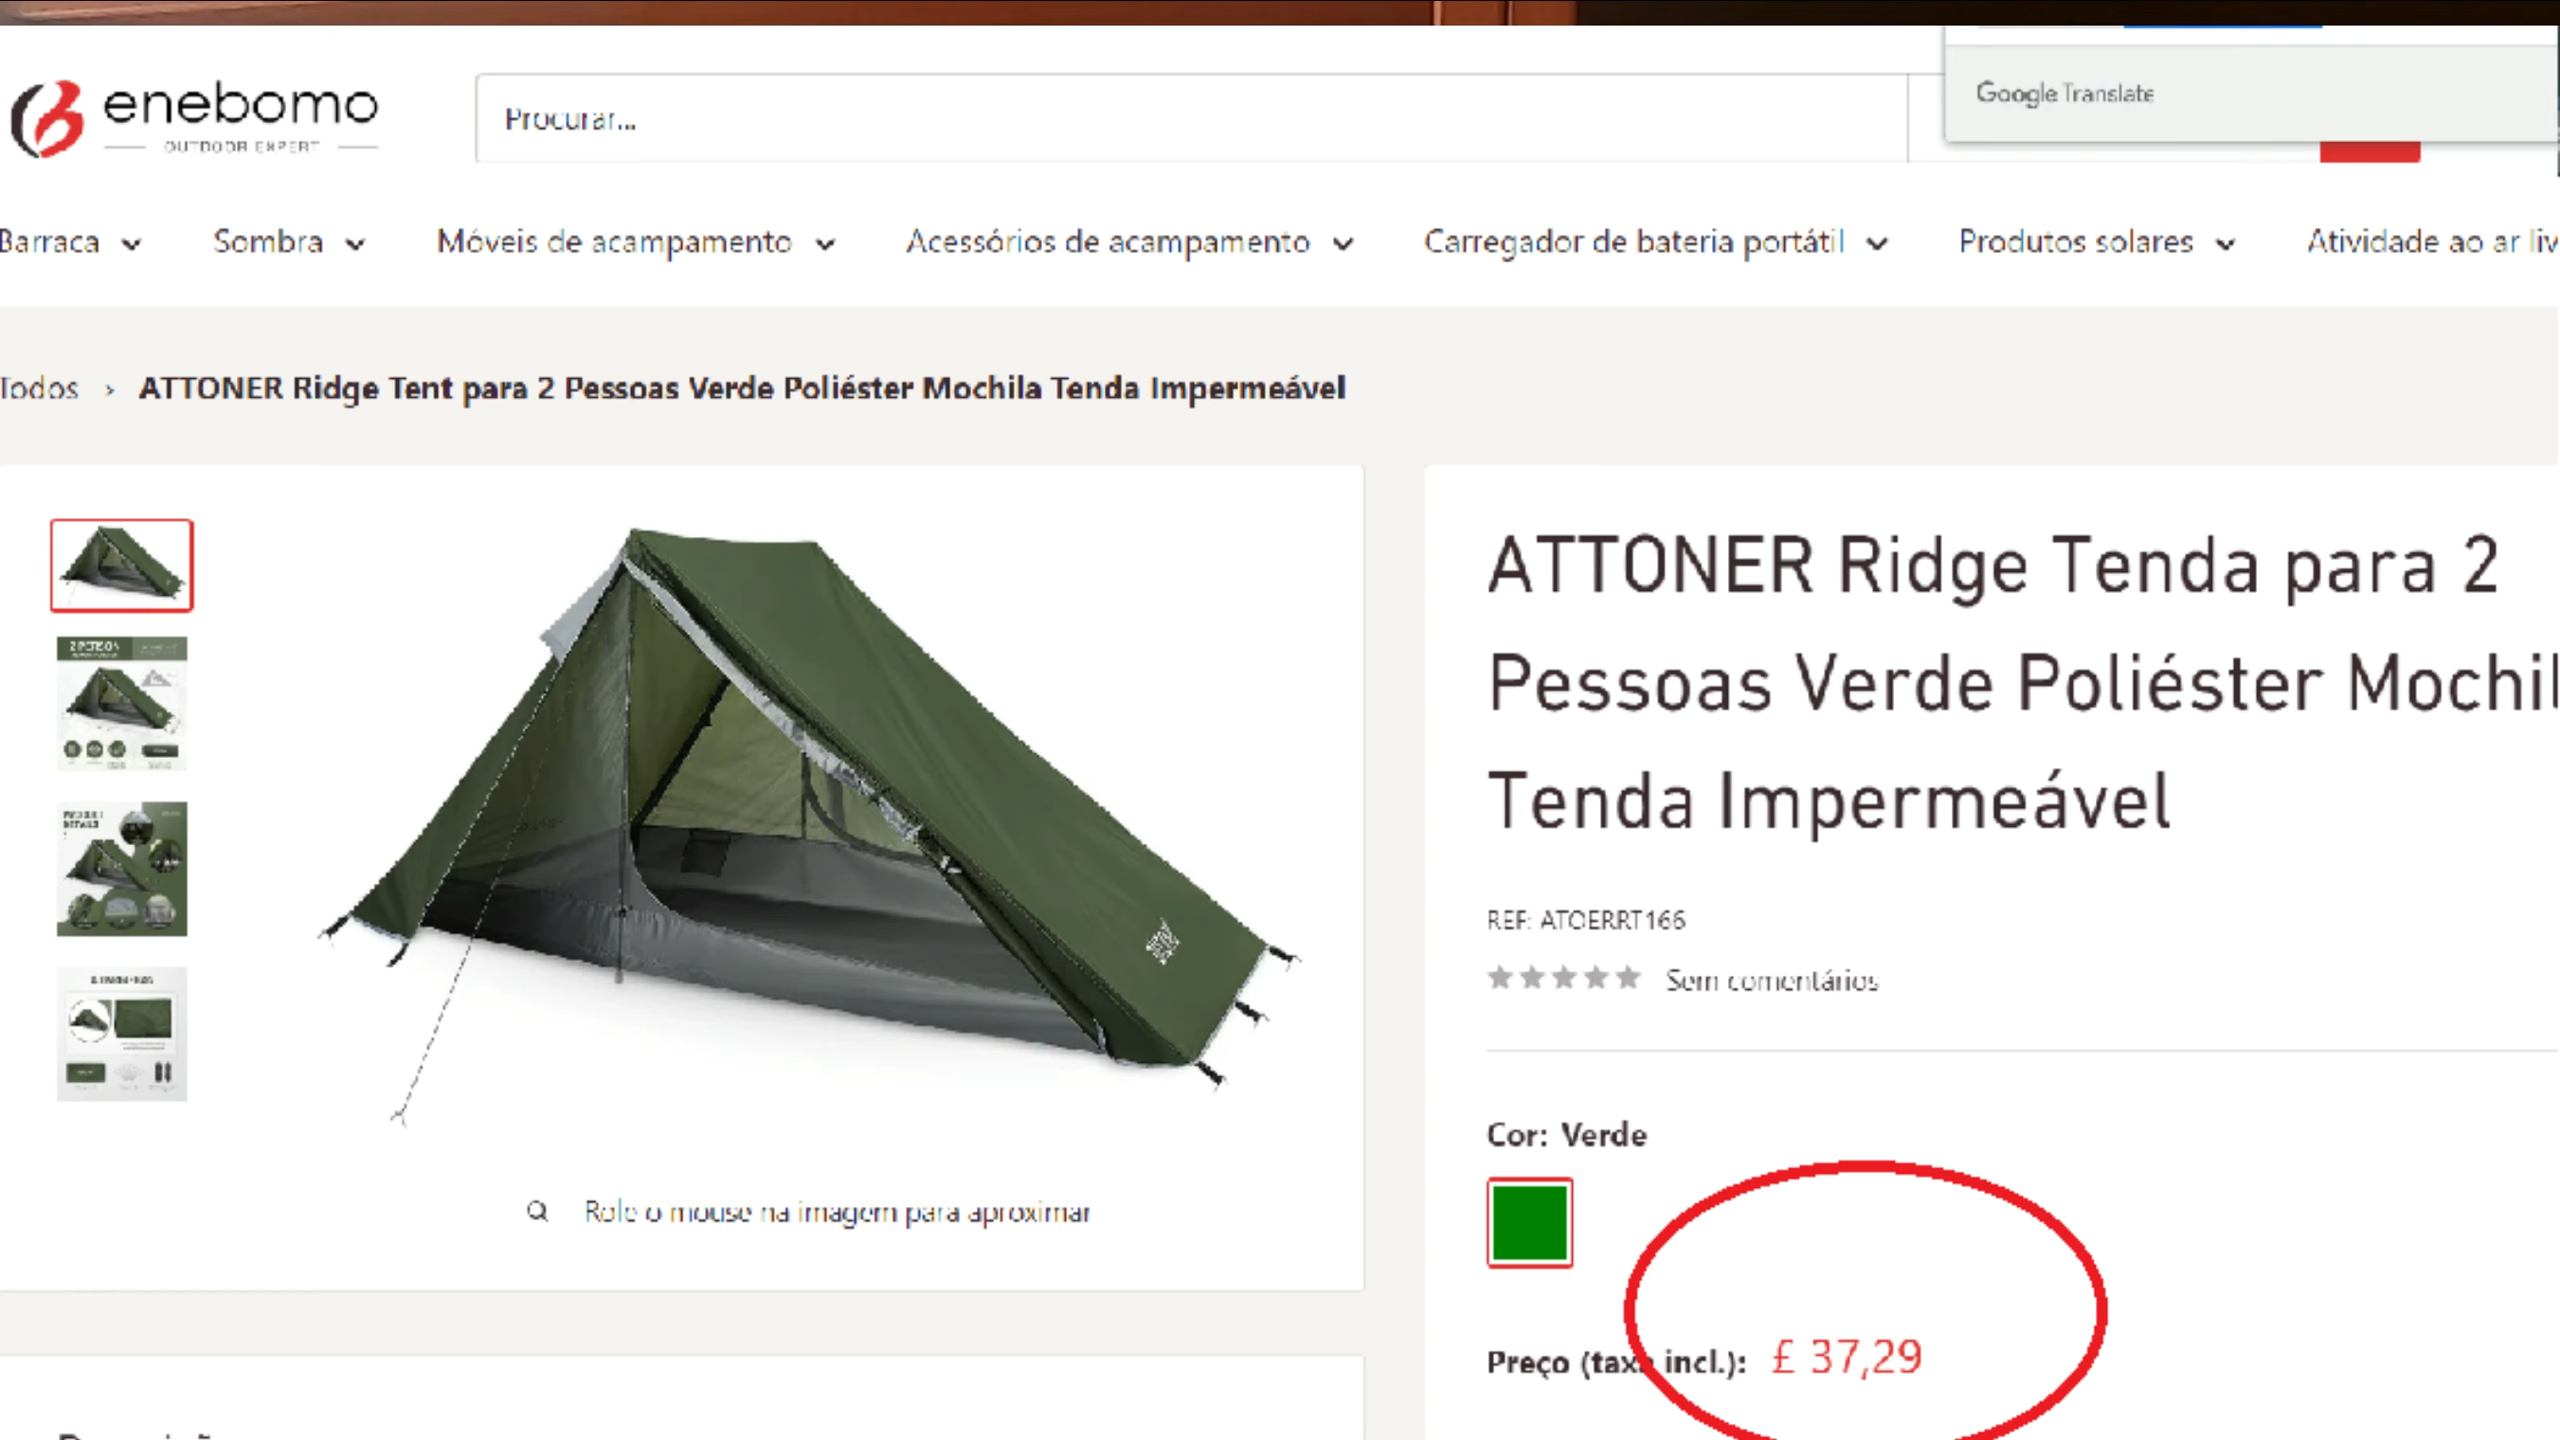 enebomo
OUTDOOR EXPERT
Procurar...
Google Translate
Barraca
Sombra
Móveis de acampamento
Acessórios de acampamento
Carregador de bateria portátil
Produtos solares
Atividade ao ar liv
Todos > ATTONER Ridge Tent para 2 Pessoas Verde Poliéster Mochila Tenda Impermeável
2 PERSON
ATTONER Ridge Tenda para 2
Pessoas Verde Poliéster Mochil
Tenda Impermeável
REF: ATOERRT166
Sem comentários
Cor: Verde
Role o mouse na imagem para aproximar
Preço (taxa incl.): £ 37,29